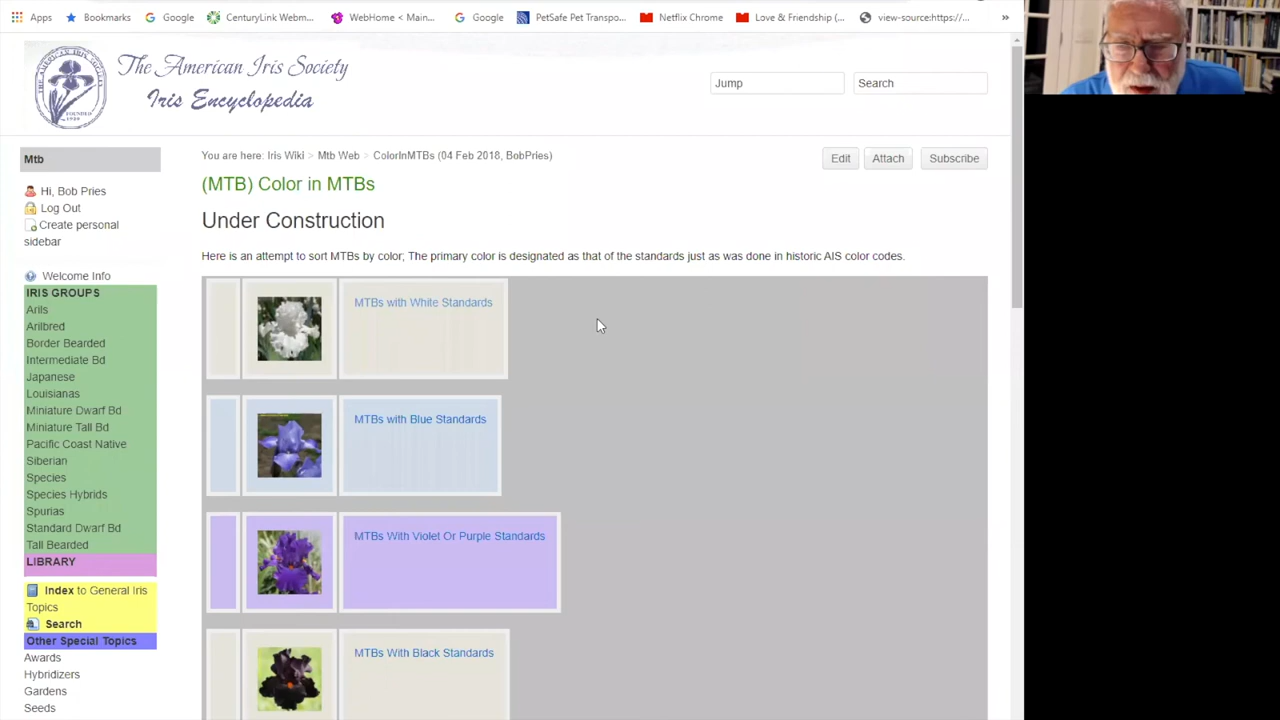 Apps Bookmarks Google CenturyLink Webm... WebHome < Main... Google PetSafe Pet Transpo... Netflix Chrome Love & Friendship (... view-source:https://... »
The American Iris Society
Iris Encyclopedia
Jump Search
Mtb
You are here: Iris Wiki > Mtb Web > ColorInMTBs (04 Feb 2018, BobPries)
Edit Attach Subscribe
(MTB) Color in MTBs
Hi, Bob Pries
Log Out
Create personal
sidebar
Under Construction
Here is an attempt to sort MTBs by color; The primary color is designated as that of the standards just as was done in historic AIS color codes.
Welcome Info
IRIS GROUPS
Arils
Arilbred
Border Bearded
Intermediate Bd
Japanese
Louisianas
Miniature Dwarf Bd
Miniature Tall Bd
Pacific Coast Native
Siberian
Species
Species Hybrids
Spurias
Standard Dwarf Bd
Tall Bearded
LIBRARY
Index to General Iris
Topics
Search
Other Special Topics
Awards
Hybridizers
Gardens
Seeds
MTBs with White Standards
MTBs with Blue Standards
MTBs With Violet Or Purple Standards
MTBs With Black Standards